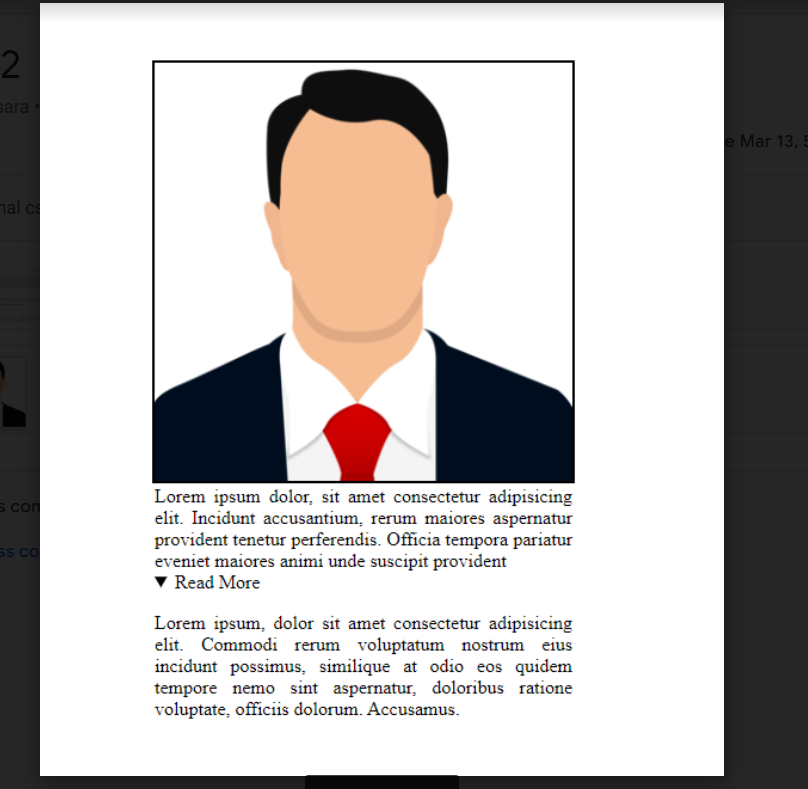 2
sara •
e Mar 13, 5
nal cs
Lorem ipsum dolor, sit amet consectetur adipisicing
elit. Incidunt accusantium, rerum maiores aspernatur
provident tenetur perferendis. Officia tempora pariatur
eveniet maiores animi unde suscipit provident
▼ Read More
s com
ss co
Lorem ipsum, dolor sit amet consectetur adipisicing
elit. Commodi rerum voluptatum nostrum eius
incidunt possimus, similique at odio eos quidem
tempore nemo sint aspernatur, doloribus ratione
voluptate, officiis dolorum. Accusamus.